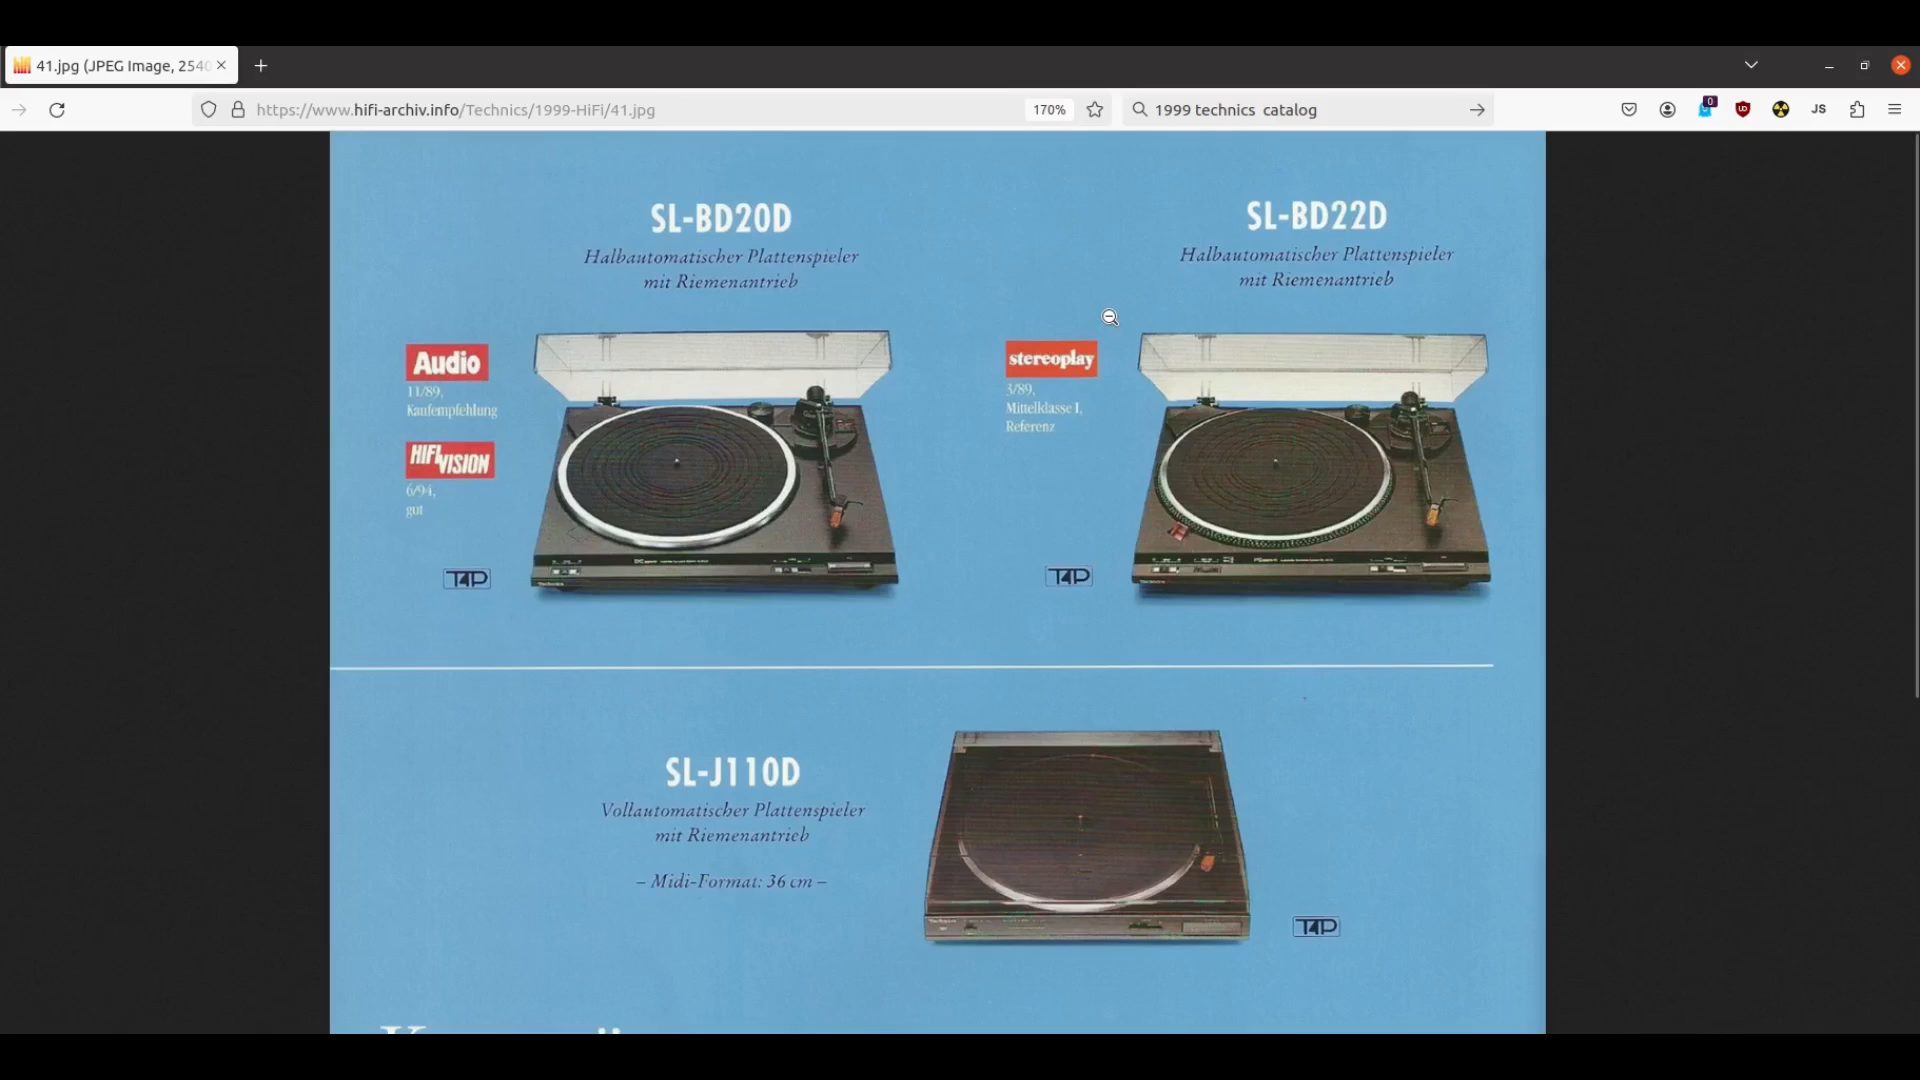 41.jpg (JPEG Image, 2540
https://www.hifi-archiv.info/Technics/1999-HiFi/41.jpg
170%
1999 technics catalog
0
JS
SL-BD20D
Halbautomatischer Plattenspieler
mit Riemenantrieb
Audio
11/89,
Kaufempfehlung
HIFI VISION
6/94,
gut
T4P
SL-BD22D
Halbautomatischer Plattenspieler
mit Riemenantrieb
stereoplay
3/89,
Mittelklasse I,
Referenz
T4P
SL-J110D
Vollautomatischer Plattenspieler
mit Riemenantrieb
– Midi-Format: 36 cm –
T4P